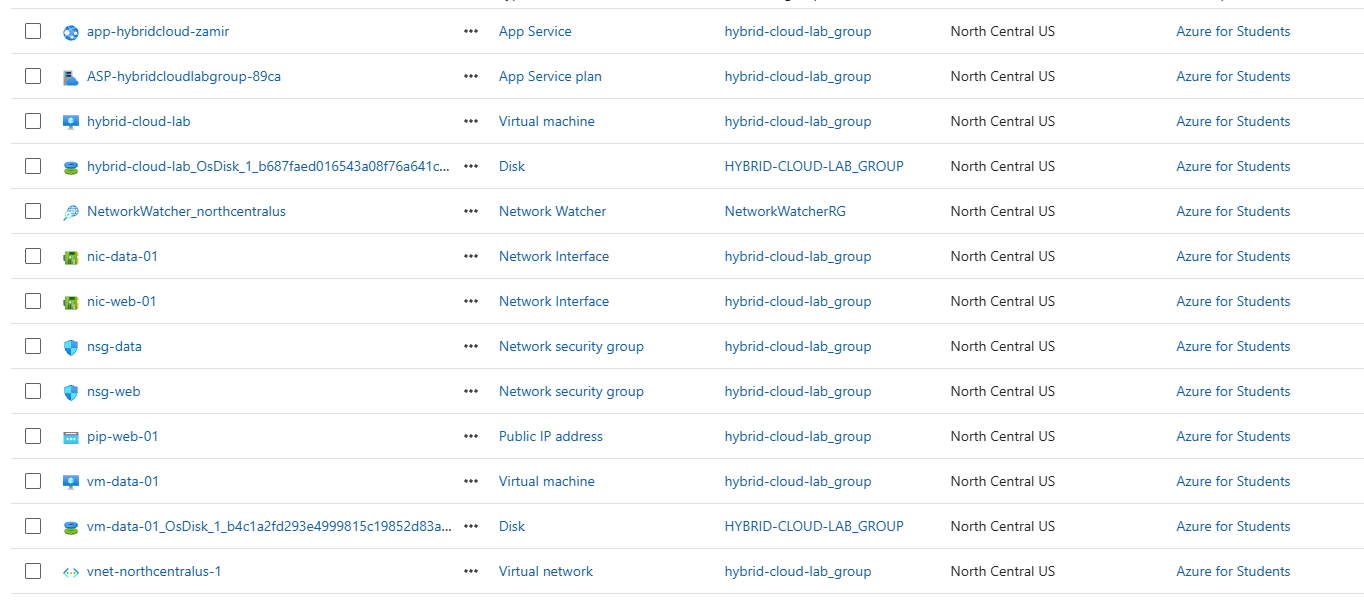 app-hybridcloud-zamir ••• App Service hybrid-cloud-lab_group North Central US Azure for Students
ASP-hybridcloudlabgroup-89ca ••• App Service plan hybrid-cloud-lab_group North Central US Azure for Students
hybrid-cloud-lab ••• Virtual machine hybrid-cloud-lab_group North Central US Azure for Students
hybrid-cloud-lab_OsDisk_1_b687faed016543a08f76a641c... ••• Disk HYBRID-CLOUD-LAB_GROUP North Central US Azure for Students
NetworkWatcher_northcentralus ••• Network Watcher NetworkWatcherRG North Central US Azure for Students
nic-data-01 ••• Network Interface hybrid-cloud-lab_group North Central US Azure for Students
nic-web-01 ••• Network Interface hybrid-cloud-lab_group North Central US Azure for Students
nsg-data ••• Network security group hybrid-cloud-lab_group North Central US Azure for Students
nsg-web ••• Network security group hybrid-cloud-lab_group North Central US Azure for Students
pip-web-01 ••• Public IP address hybrid-cloud-lab_group North Central US Azure for Students
vm-data-01 ••• Virtual machine hybrid-cloud-lab_group North Central US Azure for Students
vm-data-01_OsDisk_1_b4c1a2fd293e4999815c19852d83a... ••• Disk HYBRID-CLOUD-LAB_GROUP North Central US Azure for Students
vnet-northcentralus-1 ••• Virtual network hybrid-cloud-lab_group North Central US Azure for Students